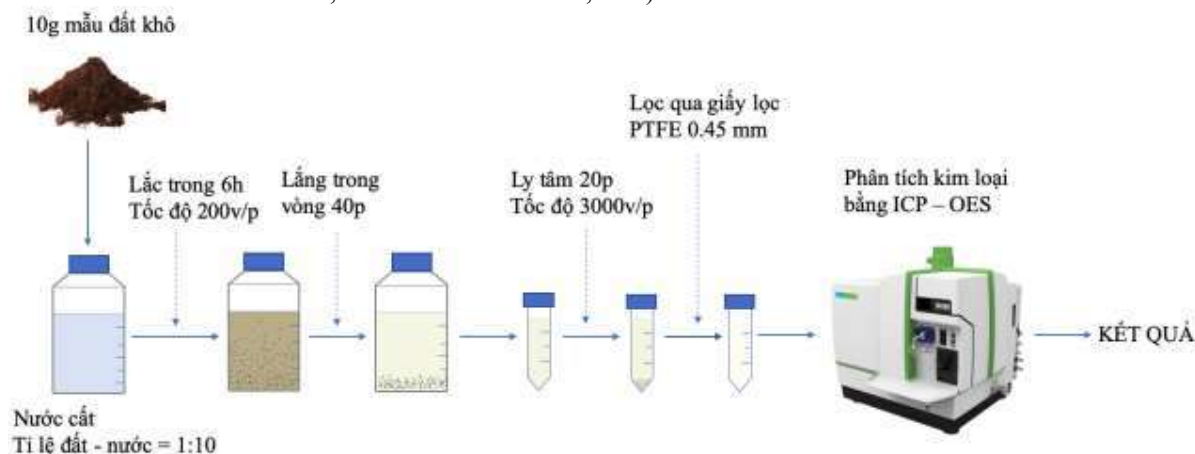 10g mẫu đất khô
Lọc qua giấy lọc
PTFE 0.45 mm
Lắc trong 6h
Tốc độ 200v/p
Lắng trong
vòng 40p
Ly tâm 20p
Tốc độ 3000v/p
Phân tích kim loại
bằng ICP – OES
KẾT QUẢ
Nước cất
Tỉ lệ đất - nước = 1:10